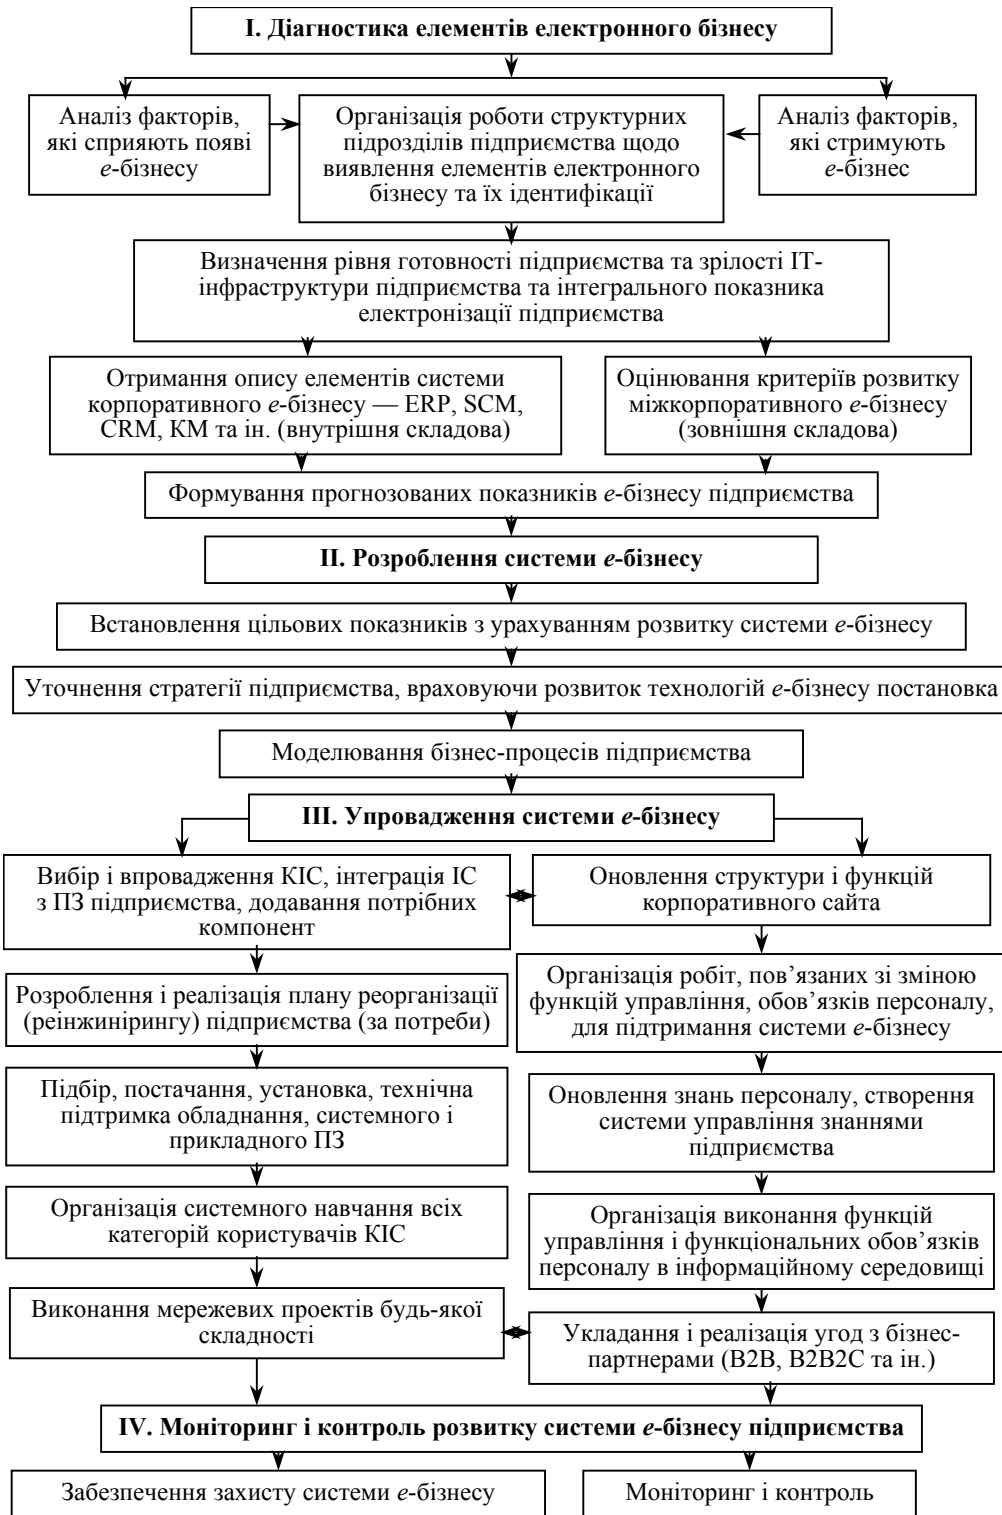 I. Діагностика елементів електронного бізнесу
Аналіз факторів,
які сприяють появі
е-бізнесу
Організація роботи структурних
підрозділів підприємства щодо
виявлення елементів електронного
бізнесу та їх ідентифікації
Аналіз факторів,
які стримують
е-бізнес
Визначення рівня готовності підприємства та зрілості ІТ-
інфраструктури підприємства та інтегрального показника
електронізації підприємства
Отримання опису елементів системи
корпоративного е-бізнесу — ERP, SCM,
CRM, КМ та ін. (внутрішня складова)
Оцінювання критеріїв розвитку
міжкорпоративного е-бізнесу
(зовнішня складова)
Формування прогнозованих показників е-бізнесу підприємства
II. Розроблення системи е-бізнесу
Встановлення цільових показників з урахуванням розвитку системи е-бізнесу
Уточнення стратегії підприємства, враховуючи розвиток технологій е-бізнесу постановка
Моделювання бізнес-процесів підприємства
III. Упровадження системи е-бізнесу
Вибір і впровадження КІС, інтеграція ІС
з ПЗ підприємства, додавання потрібних
компонент
Оновлення структури і функцій
корпоративного сайта
Розроблення і реалізація плану реорганізації
(реінжинірингу) підприємства (за потреби)
Організація робіт, пов’язаних зі зміною
функцій управління, обов’язків персоналу,
для підтримання системи е-бізнесу
Підбір, постачання, установка, технічна
підтримка обладнання, системного і
прикладного ПЗ
Оновлення знань персоналу, створення
системи управління знаннями
підприємства
Організація системного навчання всіх
категорій користувачів КІС
Організація виконання функцій
управління і функціональних обов’язків
персоналу в інформаційному середовищі
Виконання мережевих проектів будь-якої
складності
Укладання і реалізація угод з бізнес-
партнерами (B2B, B2B2C та ін.)
IV. Моніторинг і контроль розвитку системи е-бізнесу підприємства
Забезпечення захисту системи е-бізнесу
Моніторинг і контроль